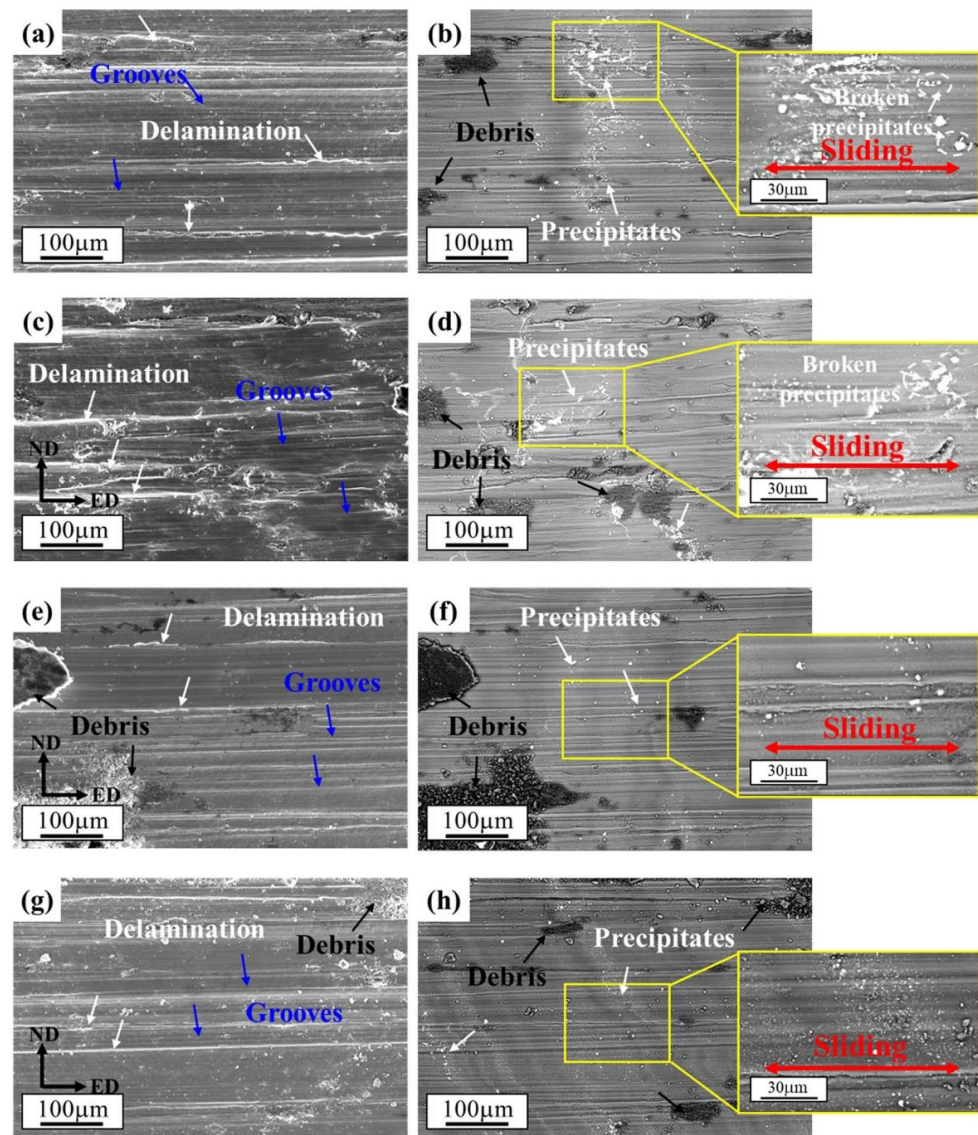 (a)
Grooves
Delamination
100μm
(b)
Debris
Precipitates
100μm
Broken
precipitates
Sliding
30μm
(c)
Delamination
Grooves
ND
ED
100μm
(d)
Precipitates
Debris
100μm
Broken
precipitates
Sliding
30μm
(e)
Delamination
Grooves
Debris
ND
ED
100μm
(f)
Precipitates
Debris
100μm
Sliding
30μm
(g)
Delamination
Debris
Grooves
ND
ED
100μm
(h)
Precipitates
Debris
100μm
Sliding
30μm